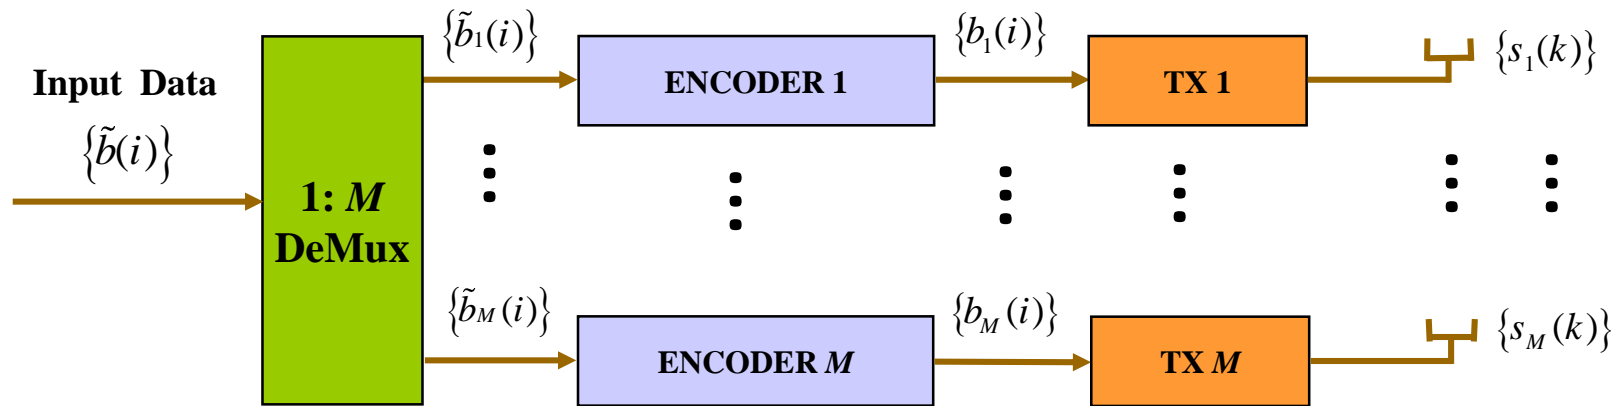 Input Data
{b̃(i)}
1: M
DeMux
{b̃₁(i)}
ENCODER 1
{b₁(i)}
TX 1
{s₁(k)}
{b̃_M(i)}
ENCODER M
{b_M(i)}
TX M
{s_M(k)}